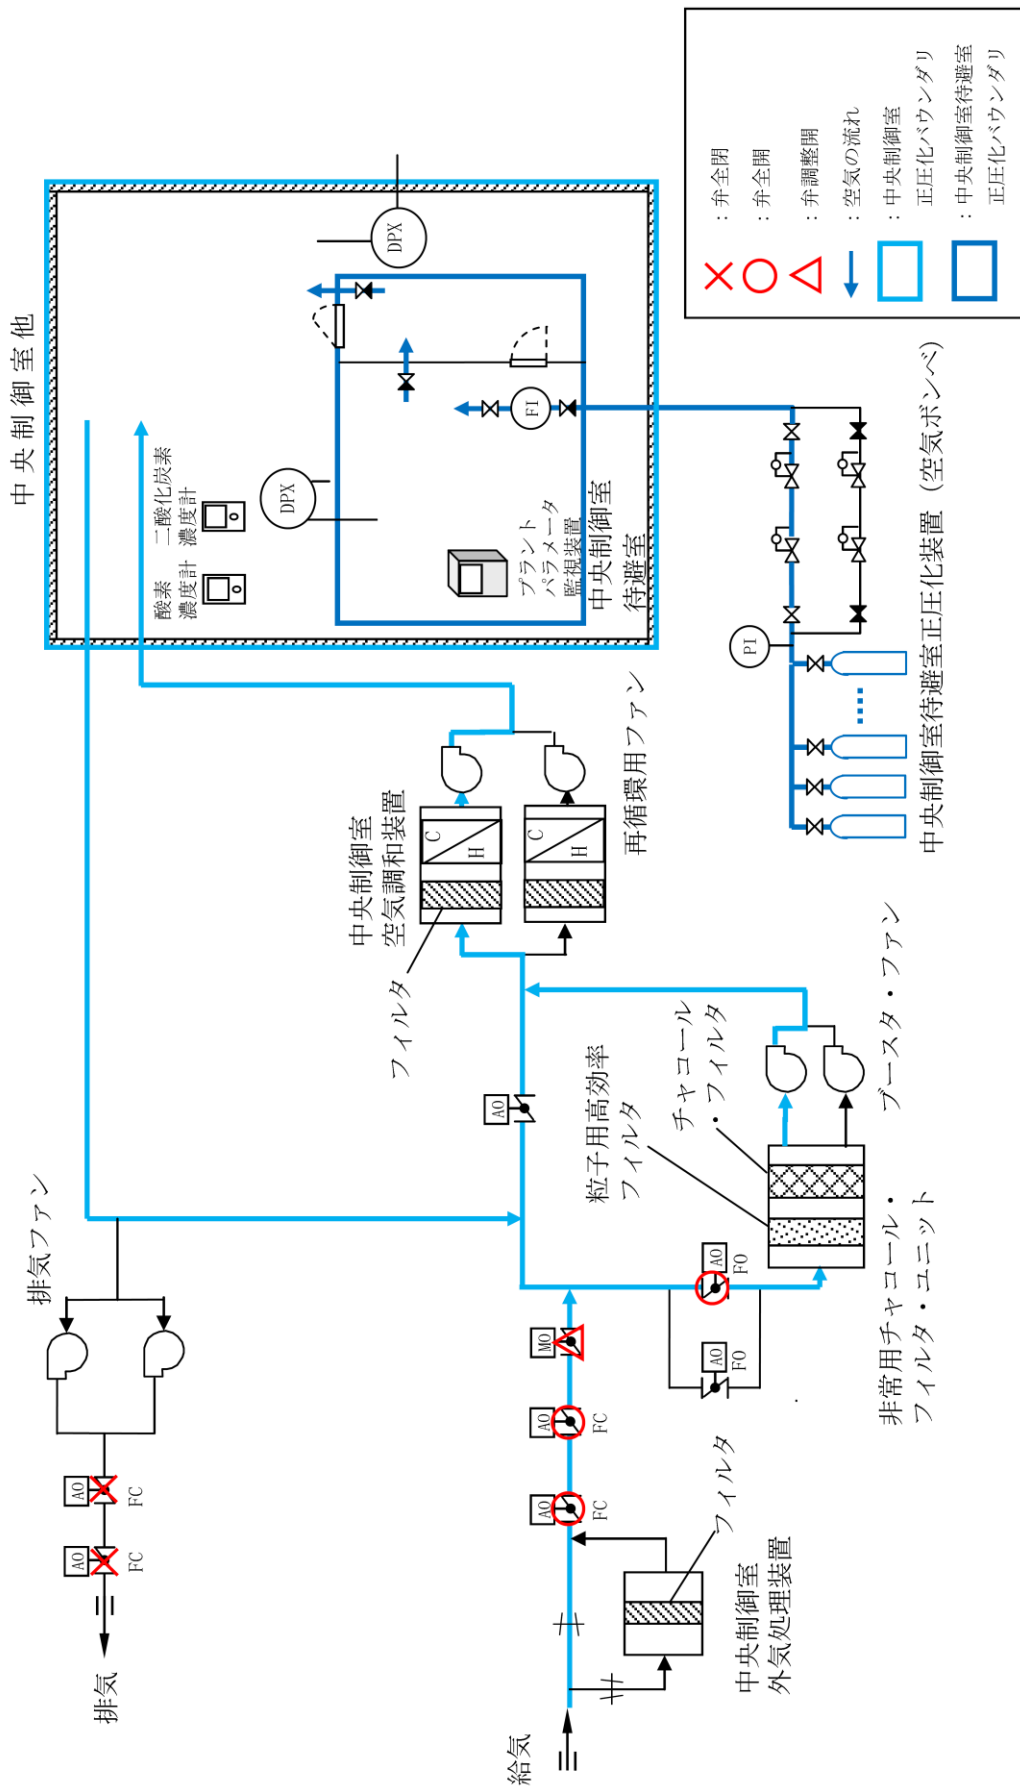 中央制御室他
酸素
濃度計
二酸化炭素
濃度計
DPX
DPX
FI
プラント
パラメータ
監視装置
中央制御室
待避室
:弁全閉
:弁全開
:弁調整開
:空気の流れ
:中央制御室
正圧化バウンダリ
:中央制御室待避室
正圧化バウンダリ
PI
中央制御室待避室正圧化装置(空気ボンベ)
排気ファン
AO
FC
AO
FC
排気
中央制御室
空気調和装置
フィルタ
C
H
C
H
再循環用ファン
AO
粒子用高効率
フィルタ
チャコール
・フィルタ
ブースタ・ファン
非常用チャコール・
フィルタ・ユニット
AO
FO
AO
FO
MO
AO
FC
AO
FC
フィルタ
中央制御室
外気処理装置
給気